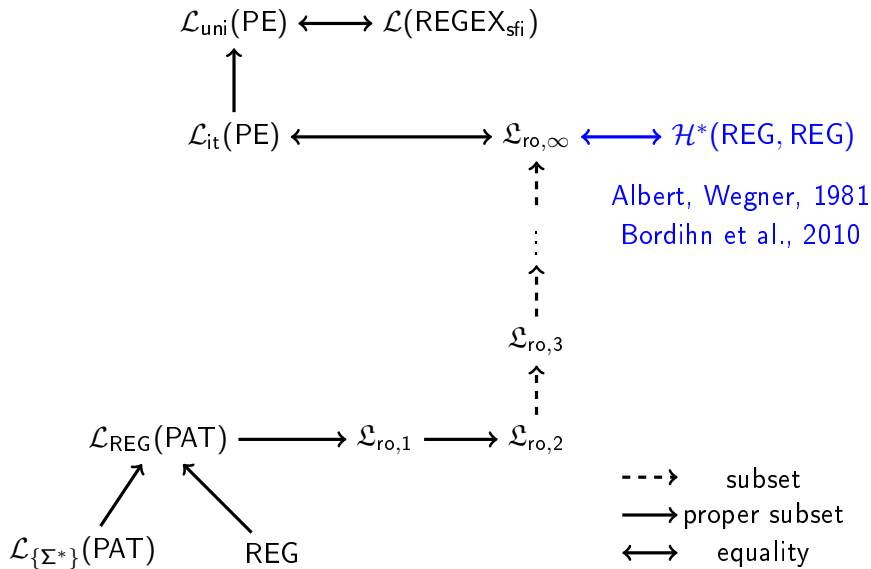 ℒ_uni(PE) ⟷ ℒ(REGEX_sfi)
ℒ_it(PE) 𝔏_ro,∞ ℋ*(REG, REG)
Albert, Wegner, 1981
Bordihn et al., 2010
𝔏_ro,3
ℒ_REG(PAT) 𝔏_ro,1 𝔏_ro,2
subset
proper subset
ℒ_{Σ*}(PAT) REG
equality